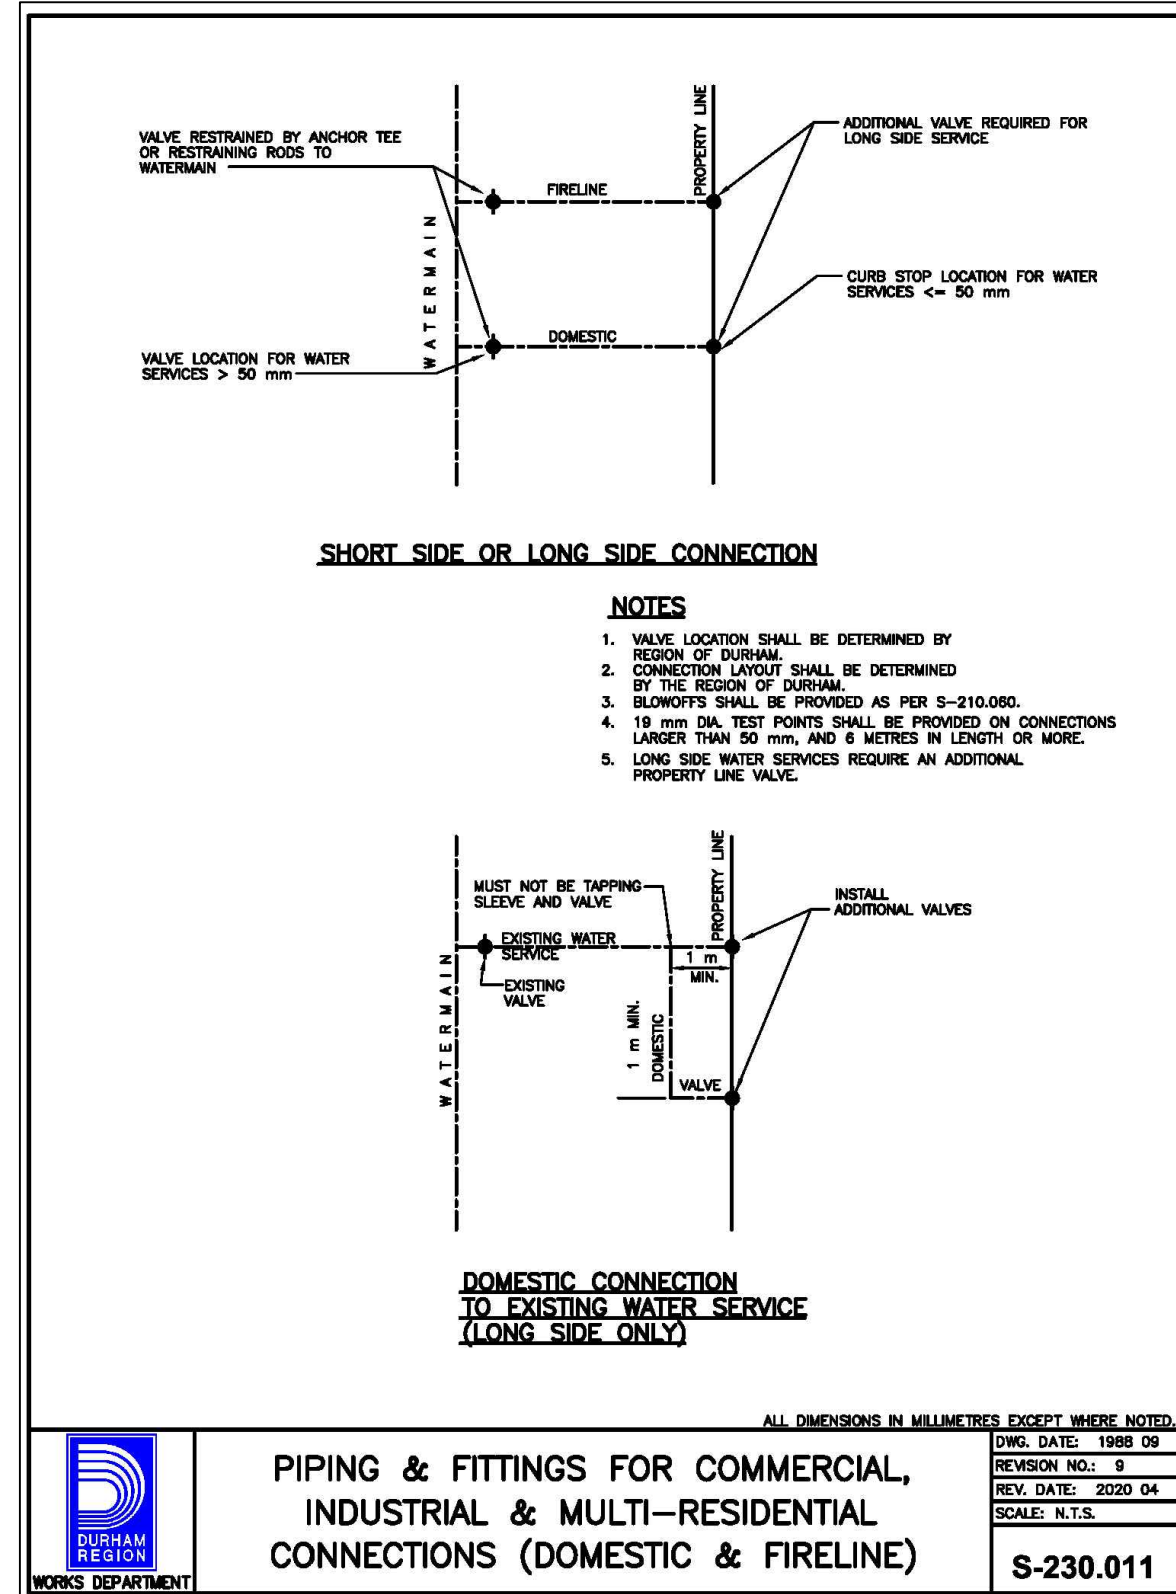 VALVE RESTRAINED BY ANCHOR TEE
OR RESTRAINING RODS TO
WATERMAIN
FIRELINE
PROPERTY LINE
ADDITIONAL VALVE REQUIRED FOR
LONG SIDE SERVICE
WATERMAIN
CURB STOP LOCATION FOR WATER
SERVICES <= 50 mm
DOMESTIC
VALVE LOCATION FOR WATER
SERVICES > 50 mm
SHORT SIDE OR LONG SIDE CONNECTION
NOTES
1. VALVE LOCATION SHALL BE DETERMINED BY
REGION OF DURHAM.
2. CONNECTION LAYOUT SHALL BE DETERMINED
BY THE REGION OF DURHAM.
3. BLOWOFFS SHALL BE PROVIDED AS PER S-210.060.
4. 19 mm DIA. TEST POINTS SHALL BE PROVIDED ON CONNECTIONS
LARGER THAN 50 mm, AND 6 METRES IN LENGTH OR MORE.
5. LONG SIDE WATER SERVICES REQUIRE AN ADDITIONAL
PROPERTY LINE VALVE.
PROPERTY LINE
MUST NOT BE TAPPING
SLEEVE AND VALVE
INSTALL
ADDITIONAL VALVES
EXISTING WATER
SERVICE
1 m
MIN.
EXISTING
VALVE
WATERMAIN
1 m MIN.
DOMESTIC
VALVE
DOMESTIC CONNECTION
TO EXISTING WATER SERVICE
(LONG SIDE ONLY)
ALL DIMENSIONS IN MILLIMETRES EXCEPT WHERE NOTED.
DURHAM
REGION
WORKS DEPARTMENT
PIPING & FITTINGS FOR COMMERCIAL,
INDUSTRIAL & MULTI-RESIDENTIAL
CONNECTIONS (DOMESTIC & FIRELINE)
DWG. DATE: 1988 09
REVISION NO.: 9
REV. DATE: 2020 04
SCALE: N.T.S.
S-230.011